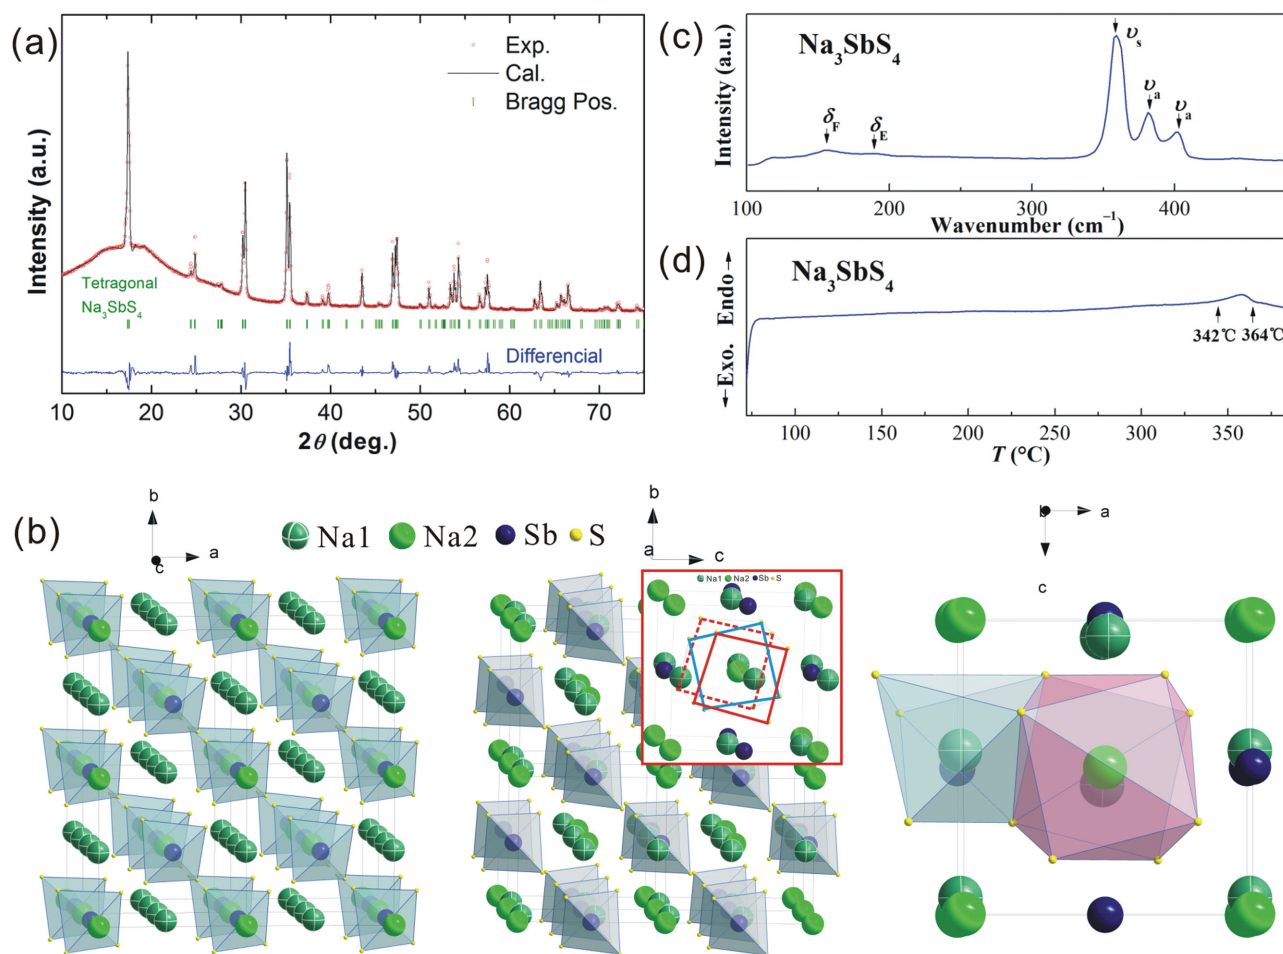 (a)
Exp.
Cal.
Bragg Pos.
Intensity (a.u.)
Tetragonal
Na₃SbS₄
Differencial
10 20 30 40 50 60 70
2θ (deg.)
(c)
Na₃SbS₄
Intensity (a.u.)
δF
δE
υs
υa
υa
100 200 300 400
Wavenumber (cm⁻¹)
(d)
Na₃SbS₄
←Exo. Endo→
342℃ 364℃
100 150 200 250 300 350
T (°C)
(b)
b
a
c
Na1 Na2 Sb S
b
a
c
Na1 Na2 Sb S
b
a
c